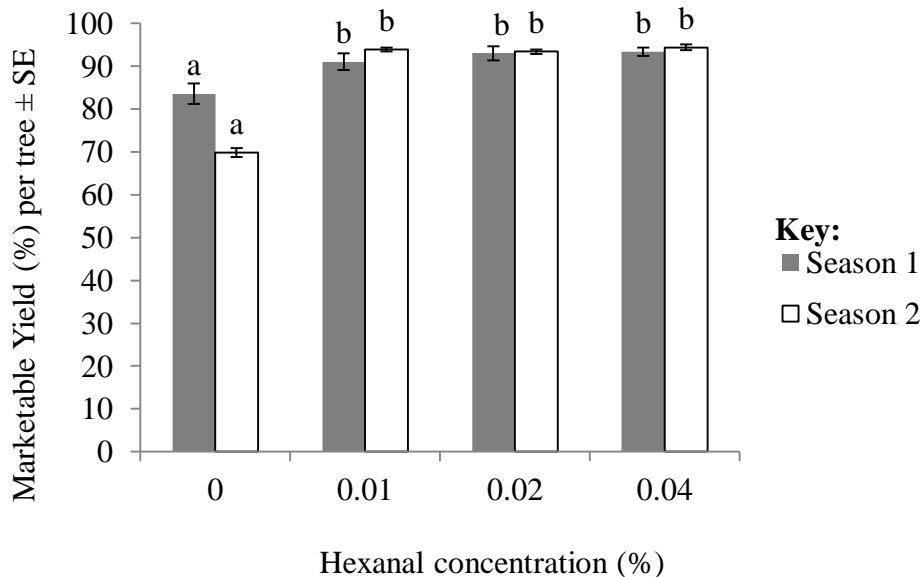 Marketable Yield (%) per tree ± SE
100
90
80
70
60
50
40
30
20
10
0
a
a
b
b
b
b
b
b
0
0.01
0.02
0.04
Hexanal concentration (%)
Key:
Season 1
Season 2